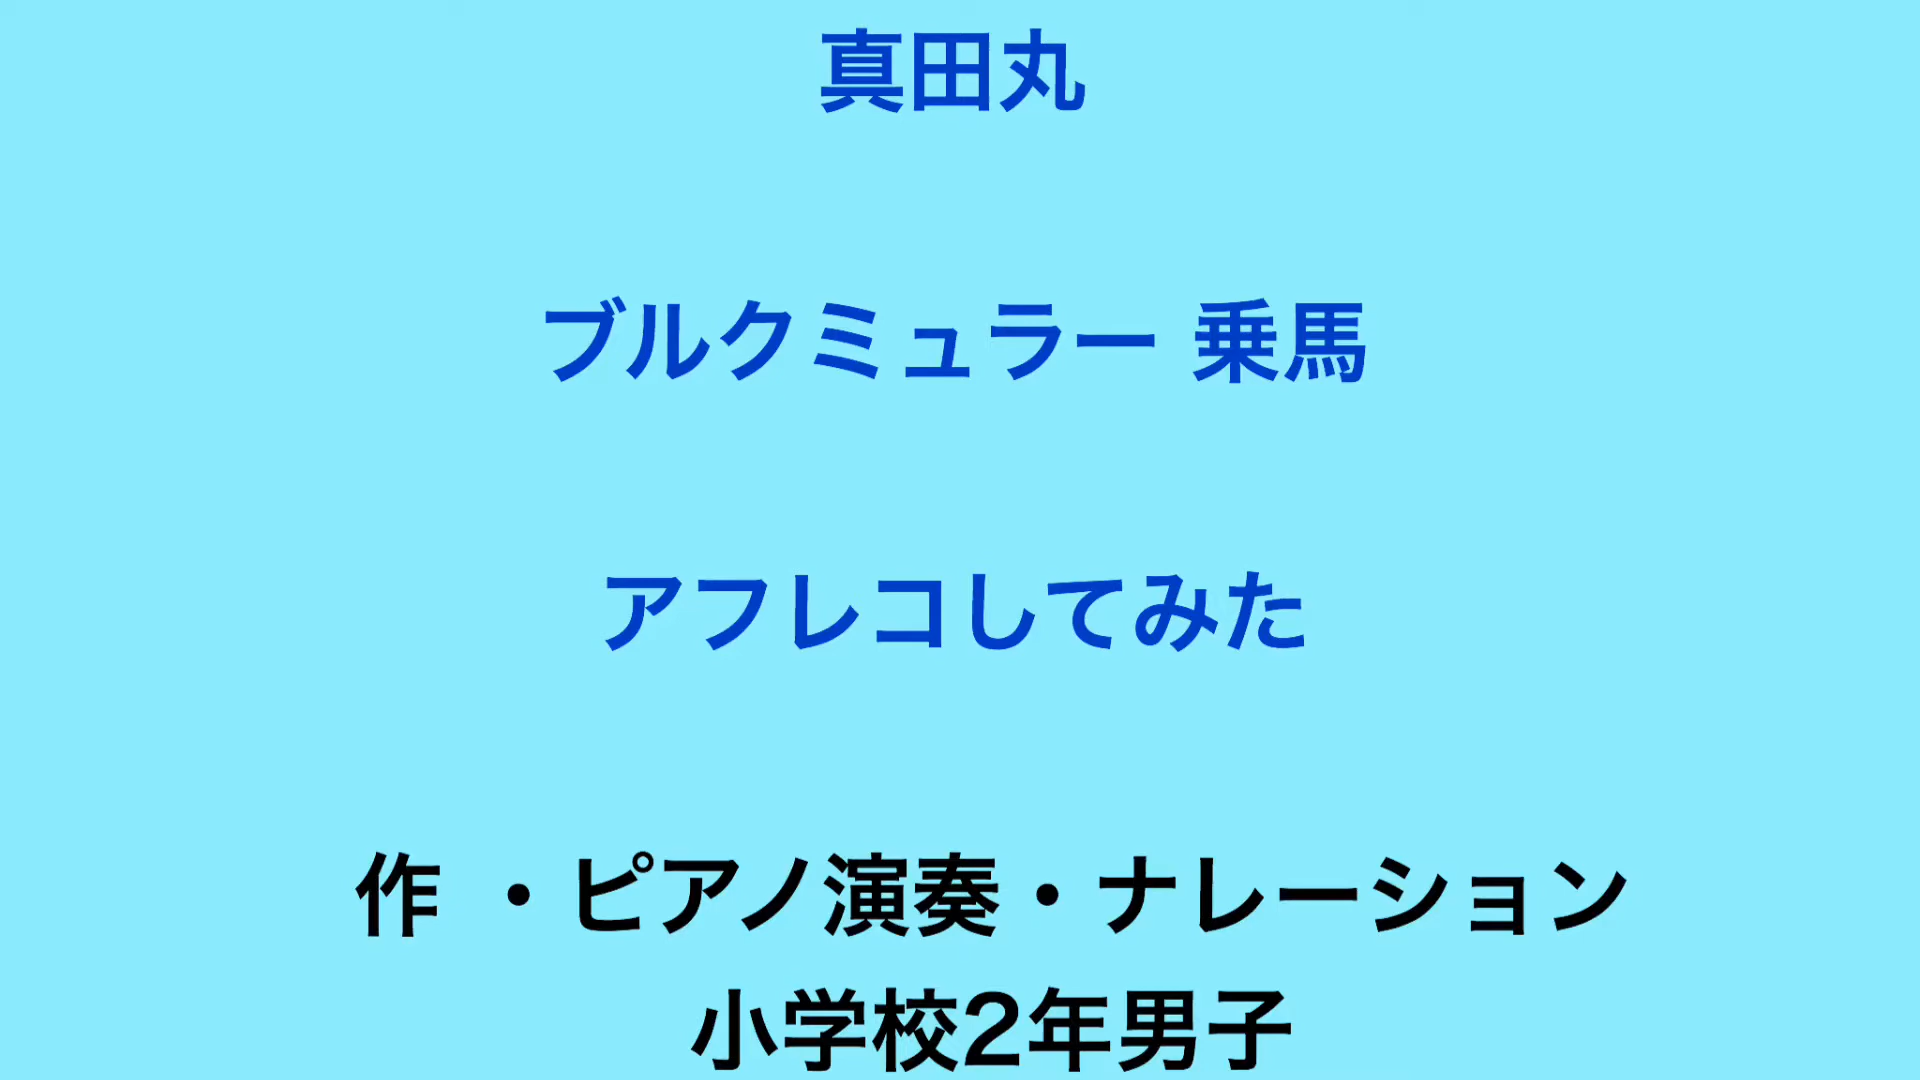 真田丸
ブルクミュラー 乗馬
アフレコしてみた
作 ・ピアノ演奏・ナレーション
小学校2年男子